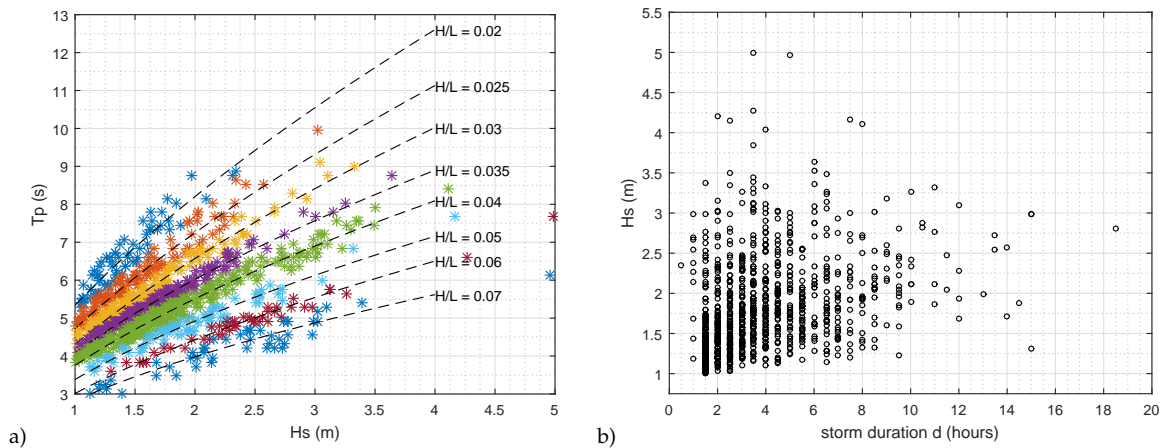 13
12
11
10
9
8
7
6
5
4
3
Tp (s)
1
1.5
2
2.5
3
3.5
4
4.5
5
Hs (m)
H/L = 0.02
H/L = 0.025
H/L = 0.03
H/L = 0.035
H/L = 0.04
H/L = 0.05
H/L = 0.06
H/L = 0.07
a)
5.5
5
4.5
4
3.5
3
2.5
2
1.5
1
Hs (m)
0
2
4
6
8
10
12
14
16
18
20
storm duration d (hours)
b)